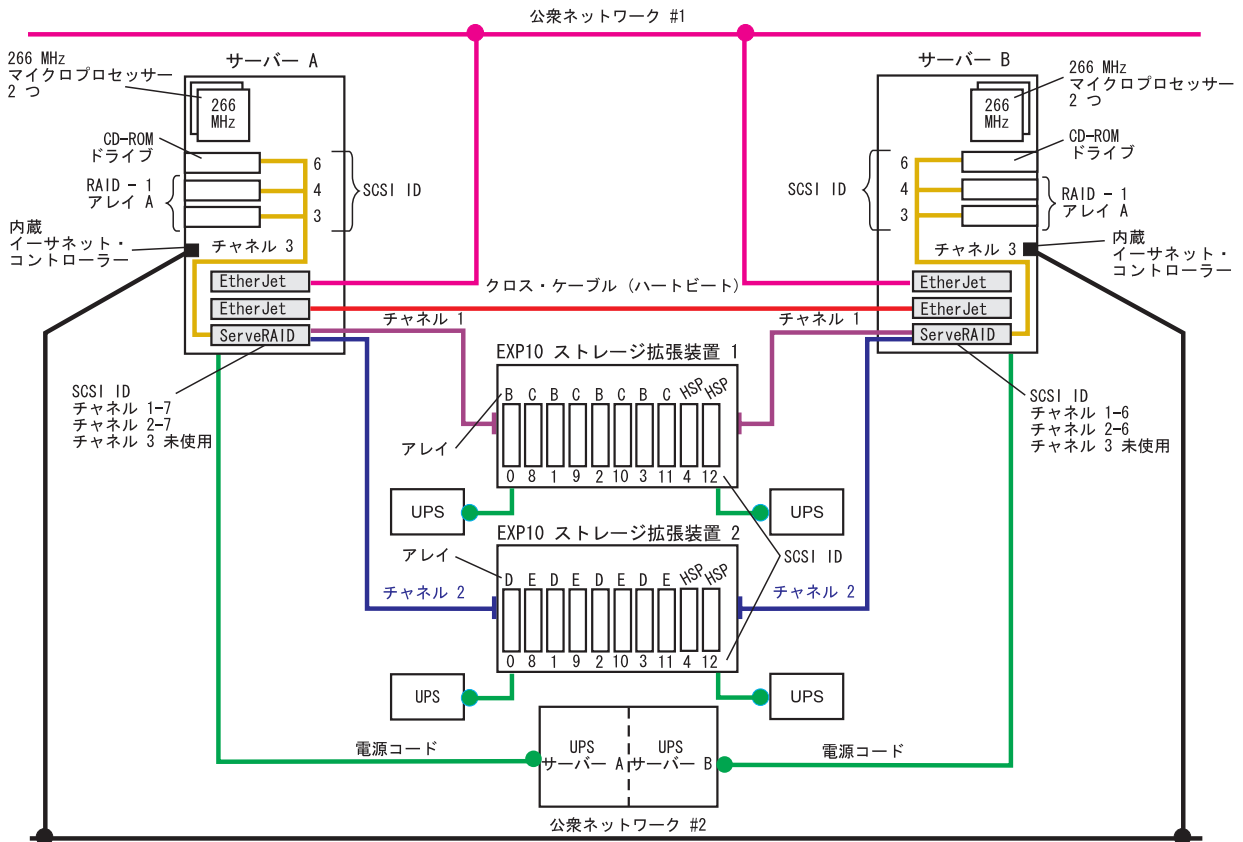 公衆ネットワーク #1
サーバー A
266 MHz
マイクロプロセッサー
2 つ
266
MHz
CD-ROM
ドライブ
RAID - 1
アレイ A
6
4
3
SCSI ID
内蔵
イーサネット・
コントローラー
チャネル 3
EtherJet
EtherJet
ServeRAID
SCSI ID
チャネル 1-7
チャネル 2-7
チャネル 3 未使用
サーバー B
266 MHz
マイクロプロセッサー
2 つ
266
MHz
CD-ROM
ドライブ
RAID - 1
アレイ A
6
4
3
SCSI ID
内蔵
イーサネット・
コントローラー
チャネル 3
EtherJet
EtherJet
ServeRAID
SCSI ID
チャネル 1-6
チャネル 2-6
チャネル 3 未使用
クロス・ケーブル (ハートビート)
チャネル 1
チャネル 1
EXP10 ストレージ拡張装置 1
B C B C B C B C HSP HSP
アレイ
0 8 1 9 2 10 3 11 4 12
UPS
UPS
EXP10 ストレージ拡張装置 2
アレイ
SCSI ID
D E D E D E D E HSP HSP
チャネル 2
チャネル 2
0 8 1 9 2 10 3 11 4 12
UPS
UPS
電源コード
UPS
サーバー A
UPS
サーバー B
電源コード
公衆ネットワーク #2